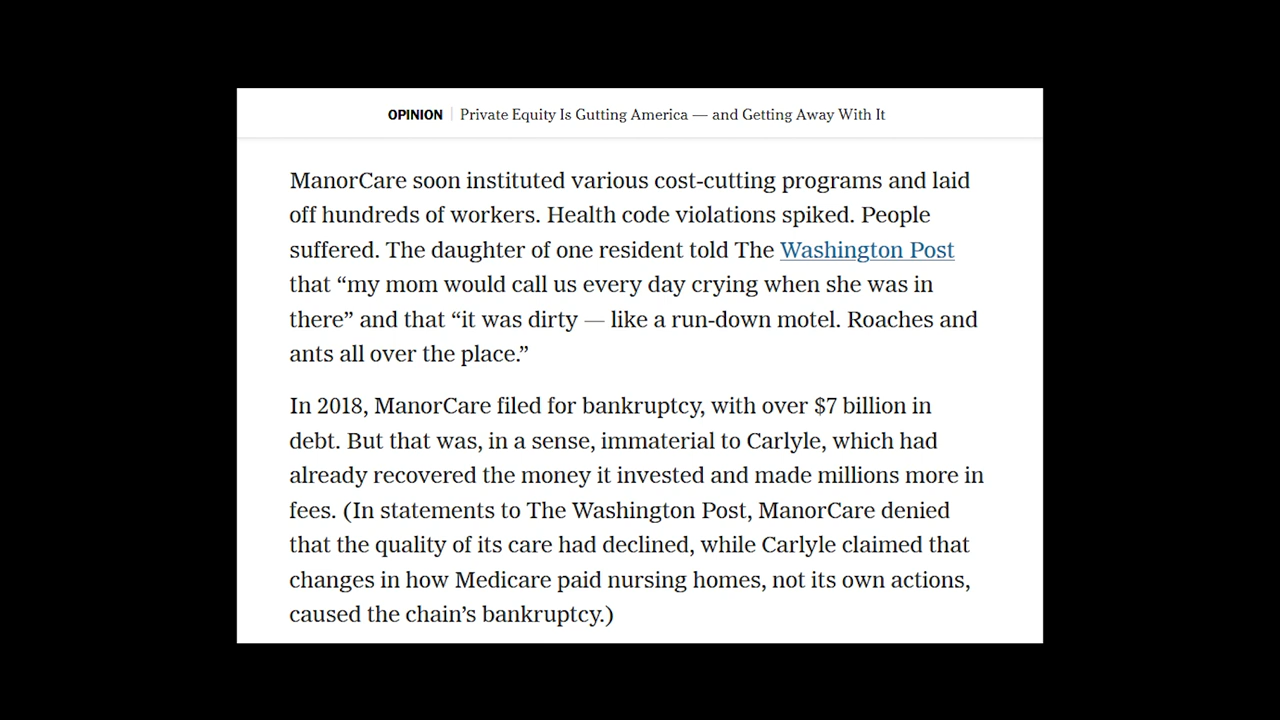 OPINION | Private Equity Is Gutting America — and Getting Away With It
ManorCare soon instituted various cost-cutting programs and laid
off hundreds of workers. Health code violations spiked. People
suffered. The daughter of one resident told The Washington Post
that “my mom would call us every day crying when she was in
there” and that “it was dirty — like a run-down motel. Roaches and
ants all over the place.”
In 2018, ManorCare filed for bankruptcy, with over $7 billion in
debt. But that was, in a sense, immaterial to Carlyle, which had
already recovered the money it invested and made millions more in
fees. (In statements to The Washington Post, ManorCare denied
that the quality of its care had declined, while Carlyle claimed that
changes in how Medicare paid nursing homes, not its own actions,
caused the chain’s bankruptcy.)